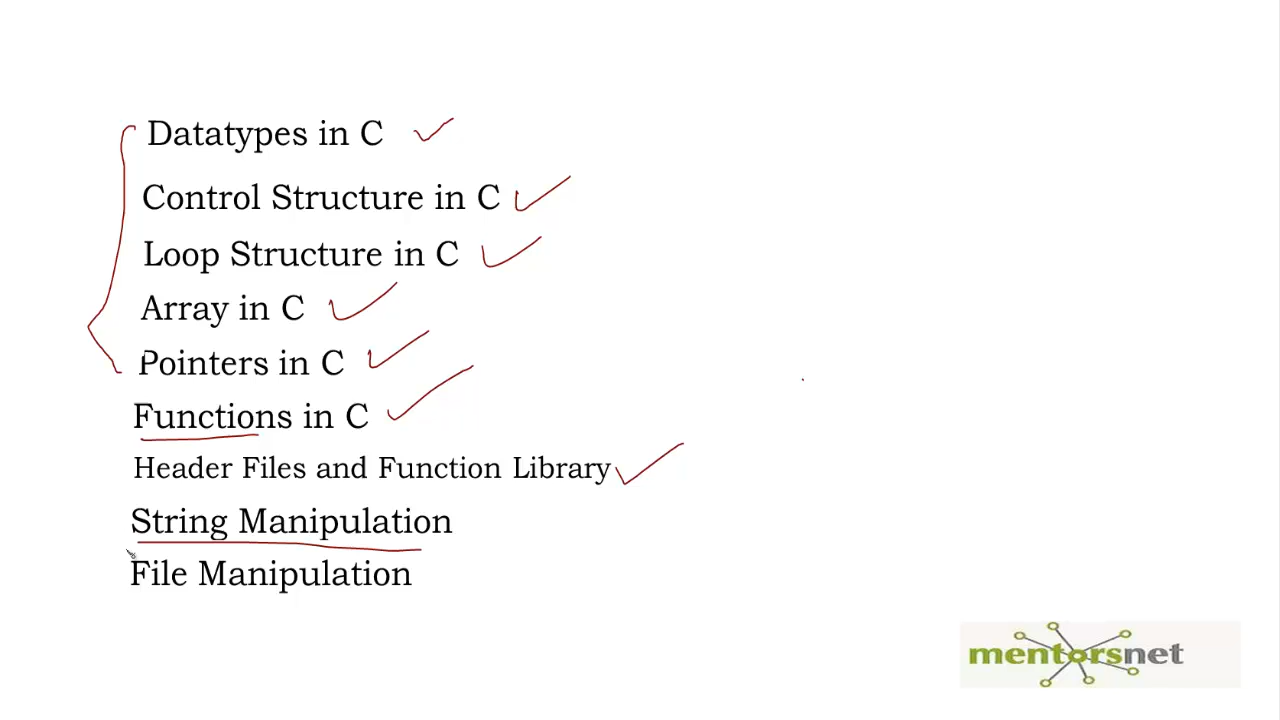 Datatypes in C
Control Structure in C
Loop Structure in C
Array in C
Pointers in C
Functions in C
Header Files and Function Library
String Manipulation
File Manipulation
mentorsnet